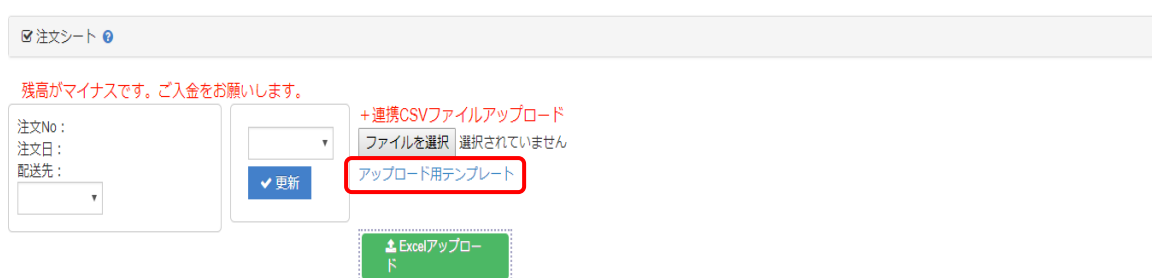 注文シート
残高がマイナスです。ご入金をお願いします。
注文No：
注文日：
配送先：
更新
+連携CSVファイルアップロード
ファイルを選択 選択されていません
アップロード用テンプレート
Excelアップロー
ド